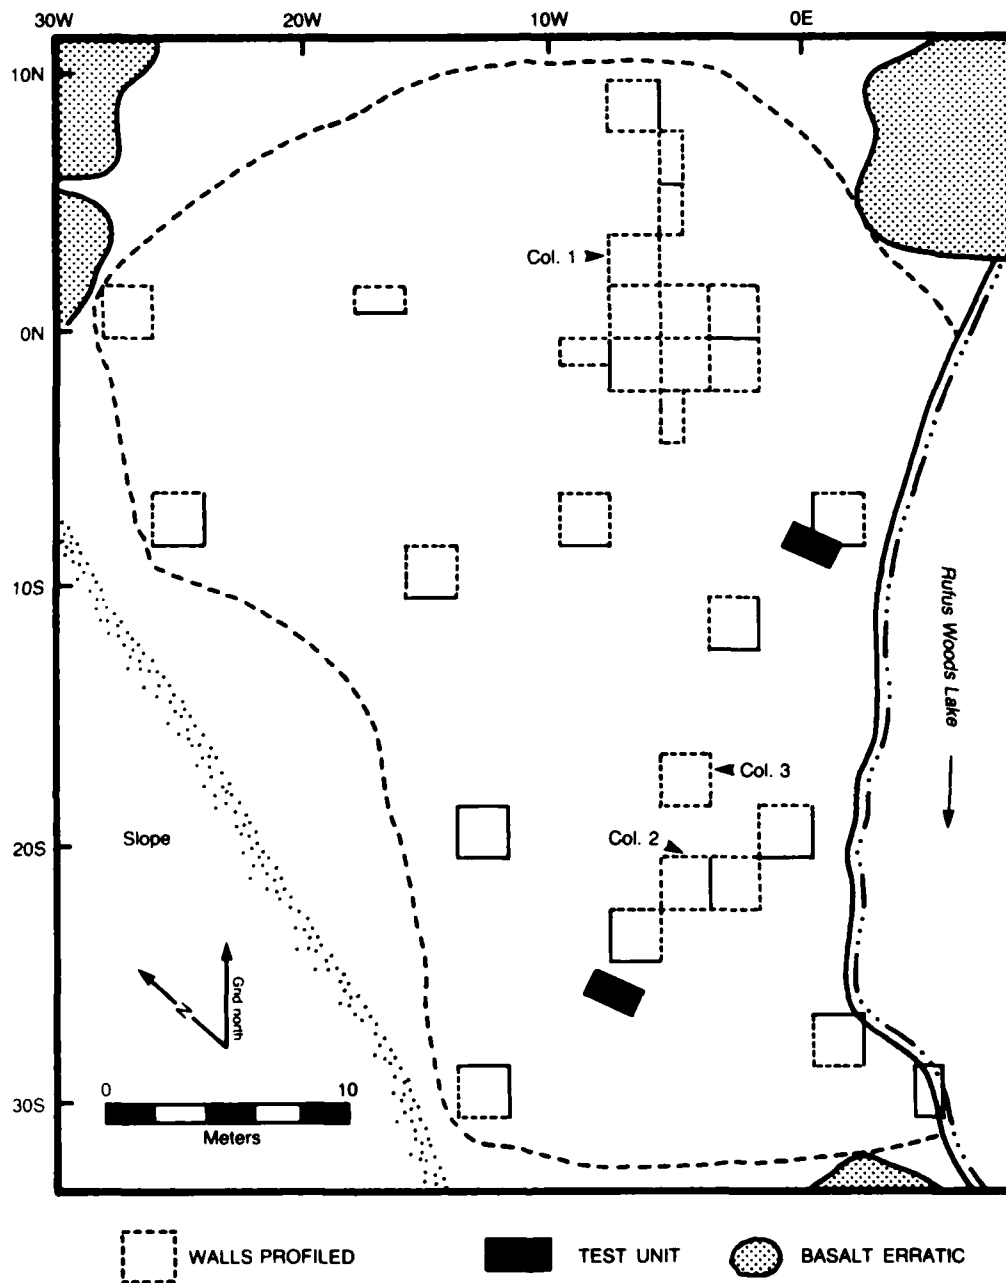 30W 20W 10W 0E
10N
Col. 1
0N
10S
Rufus Woods Lake
Col. 3
Slope
Col. 2
20S
N
Grid north
0 10
30S
Meters
WALLS PROFILED
TEST UNIT
BASALT ERRATIC